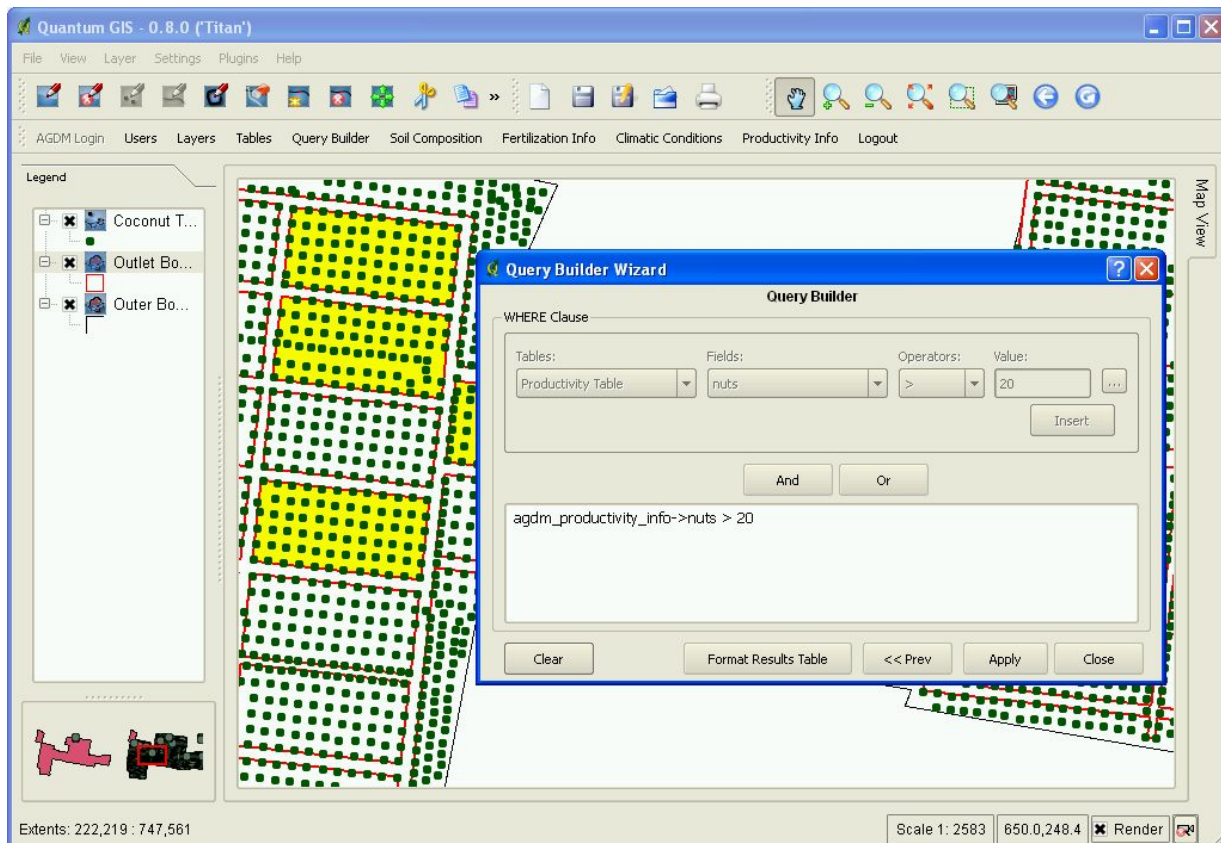 Quantum GIS - 0.8.0 ('Titan')
File View Layer Settings Plugins Help
»
AGDM Login Users Layers Tables Query Builder Soil Composition Fertilization Info Climatic Conditions Productivity Info Logout
Legend
Coconut T...
Outlet Bo...
Outer Bo...
Map View
Query Builder Wizard
Query Builder
WHERE Clause
Tables: Fields: Operators: Value:
Productivity Table nuts > 20 ...
Insert
And Or
agdm_productivity_info->nuts > 20
Clear Format Results Table << Prev Apply Close
Extents: 222,219 : 747,561 Scale 1: 2583 650.0,248.4 Render